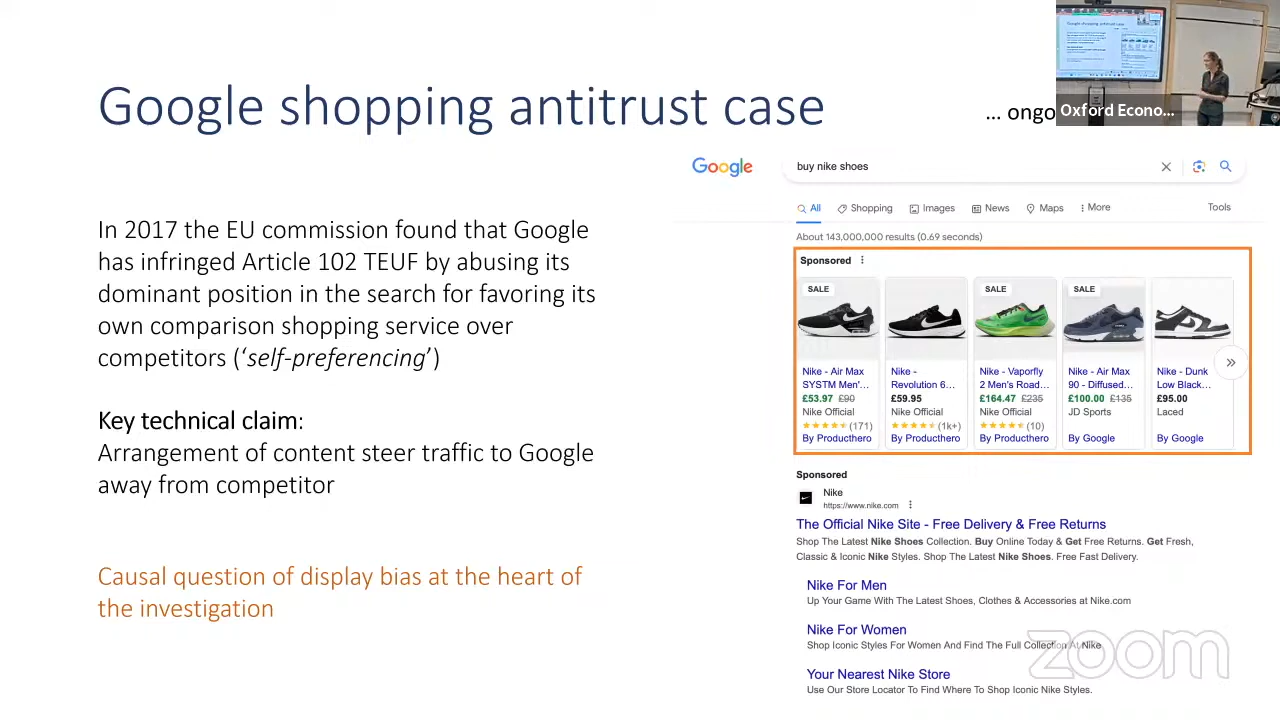 Google shopping antitrust case
... ongo
Oxford Econo...
In 2017 the EU commission found that Google
has infringed Article 102 TEUF by abusing its
dominant position in the search for favoring its
own comparison shopping service over
competitors (‘self-preferencing’)
Key technical claim:
Arrangement of content steer traffic to Google
away from competitor
Causal question of display bias at the heart of
the investigation
Google
buy nike shoes
All Shopping Images News Maps More Tools
About 143,000,000 results (0.69 seconds)
Sponsored
SALE SALE SALE
Nike - Air Max Nike - Nike - Vaporfly Nike - Air Max Nike - Dunk
SYSTM Men'... Revolution 6... 2 Men's Road... 90 - Diffused... Low Black...
£53.97 £90 £59.95 £164.47 £235 £100.00 £135 £95.00
Nike Official Nike Official Nike Official JD Sports Laced
(171) (1k+) (10)
By Producthero By Producthero By Producthero By Google By Google
Sponsored
Nike
https://www.nike.com
The Official Nike Site - Free Delivery & Free Returns
Shop The Latest Nike Shoes Collection. Buy Online Today & Get Free Returns. Get Fresh,
Classic & Iconic Nike Styles. Shop The Latest Nike Shoes. Free Fast Delivery.
Nike For Men
Up Your Game With The Latest Shoes, Clothes & Accessories at Nike.com
Nike For Women
Shop Iconic Styles For Women And Find The Full Collection At Nike
Your Nearest Nike Store
Use Our Store Locator To Find Where To Shop Iconic Nike Styles.
zoom